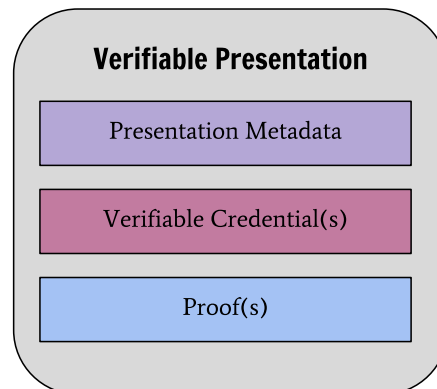 Verifiable Presentation
Presentation Metadata
Verifiable Credential(s)
Proof(s)